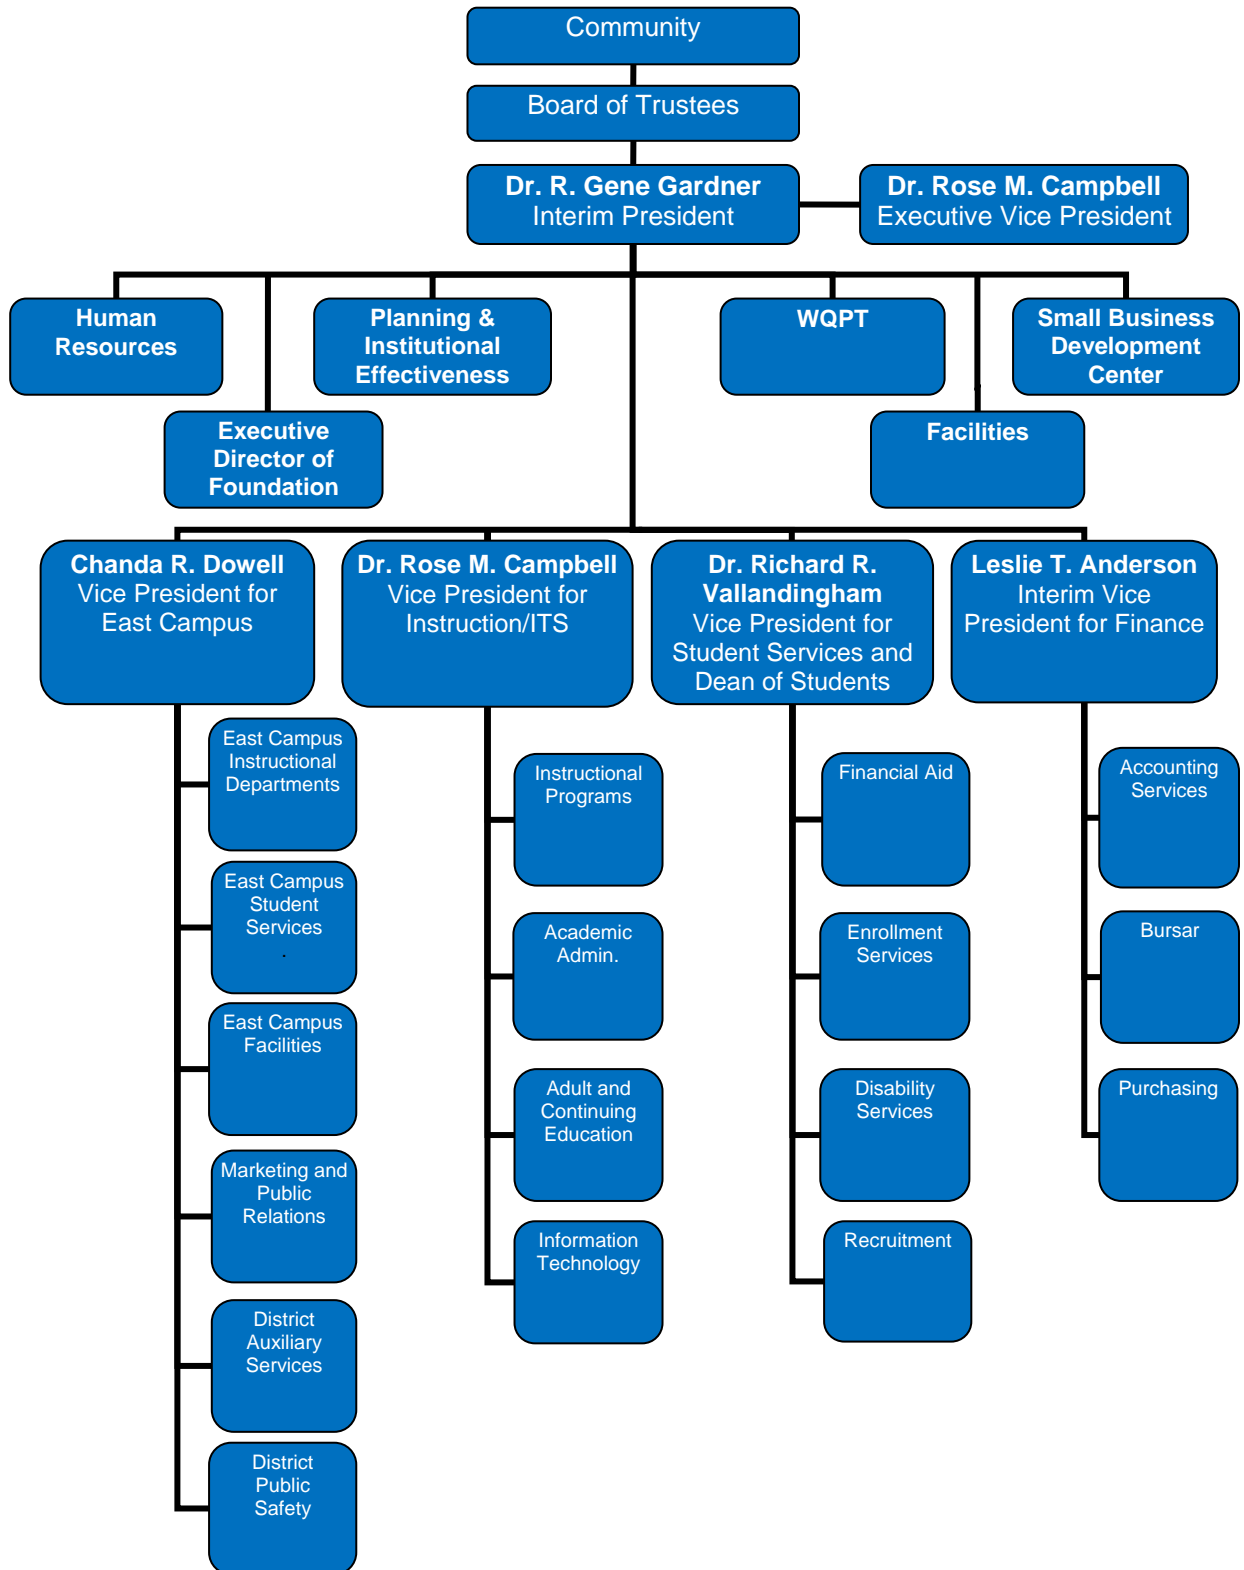 Community
Board of Trustees
Dr. R. Gene Gardner
Interim President
Dr. Rose M. Campbell
Executive Vice President
Human
Resources
Planning &
Institutional
Effectiveness
WQPT
Small Business
Development
Center
Executive
Director of
Foundation
Facilities
Chanda R. Dowell
Vice President for
East Campus
Dr. Rose M. Campbell
Vice President for
Instruction/ITS
Dr. Richard R.
Vallandingham
Vice President for
Student Services and
Dean of Students
Leslie T. Anderson
Interim Vice
President for Finance
East Campus
Instructional
Departments
East Campus
Student
Services
.
East Campus
Facilities
Marketing and
Public
Relations
District
Auxiliary
Services
District
Public
Safety
Instructional
Programs
Academic
Admin.
Adult and
Continuing
Education
Information
Technology
Financial Aid
Enrollment
Services
Disability
Services
Recruitment
Accounting
Services
Bursar
Purchasing